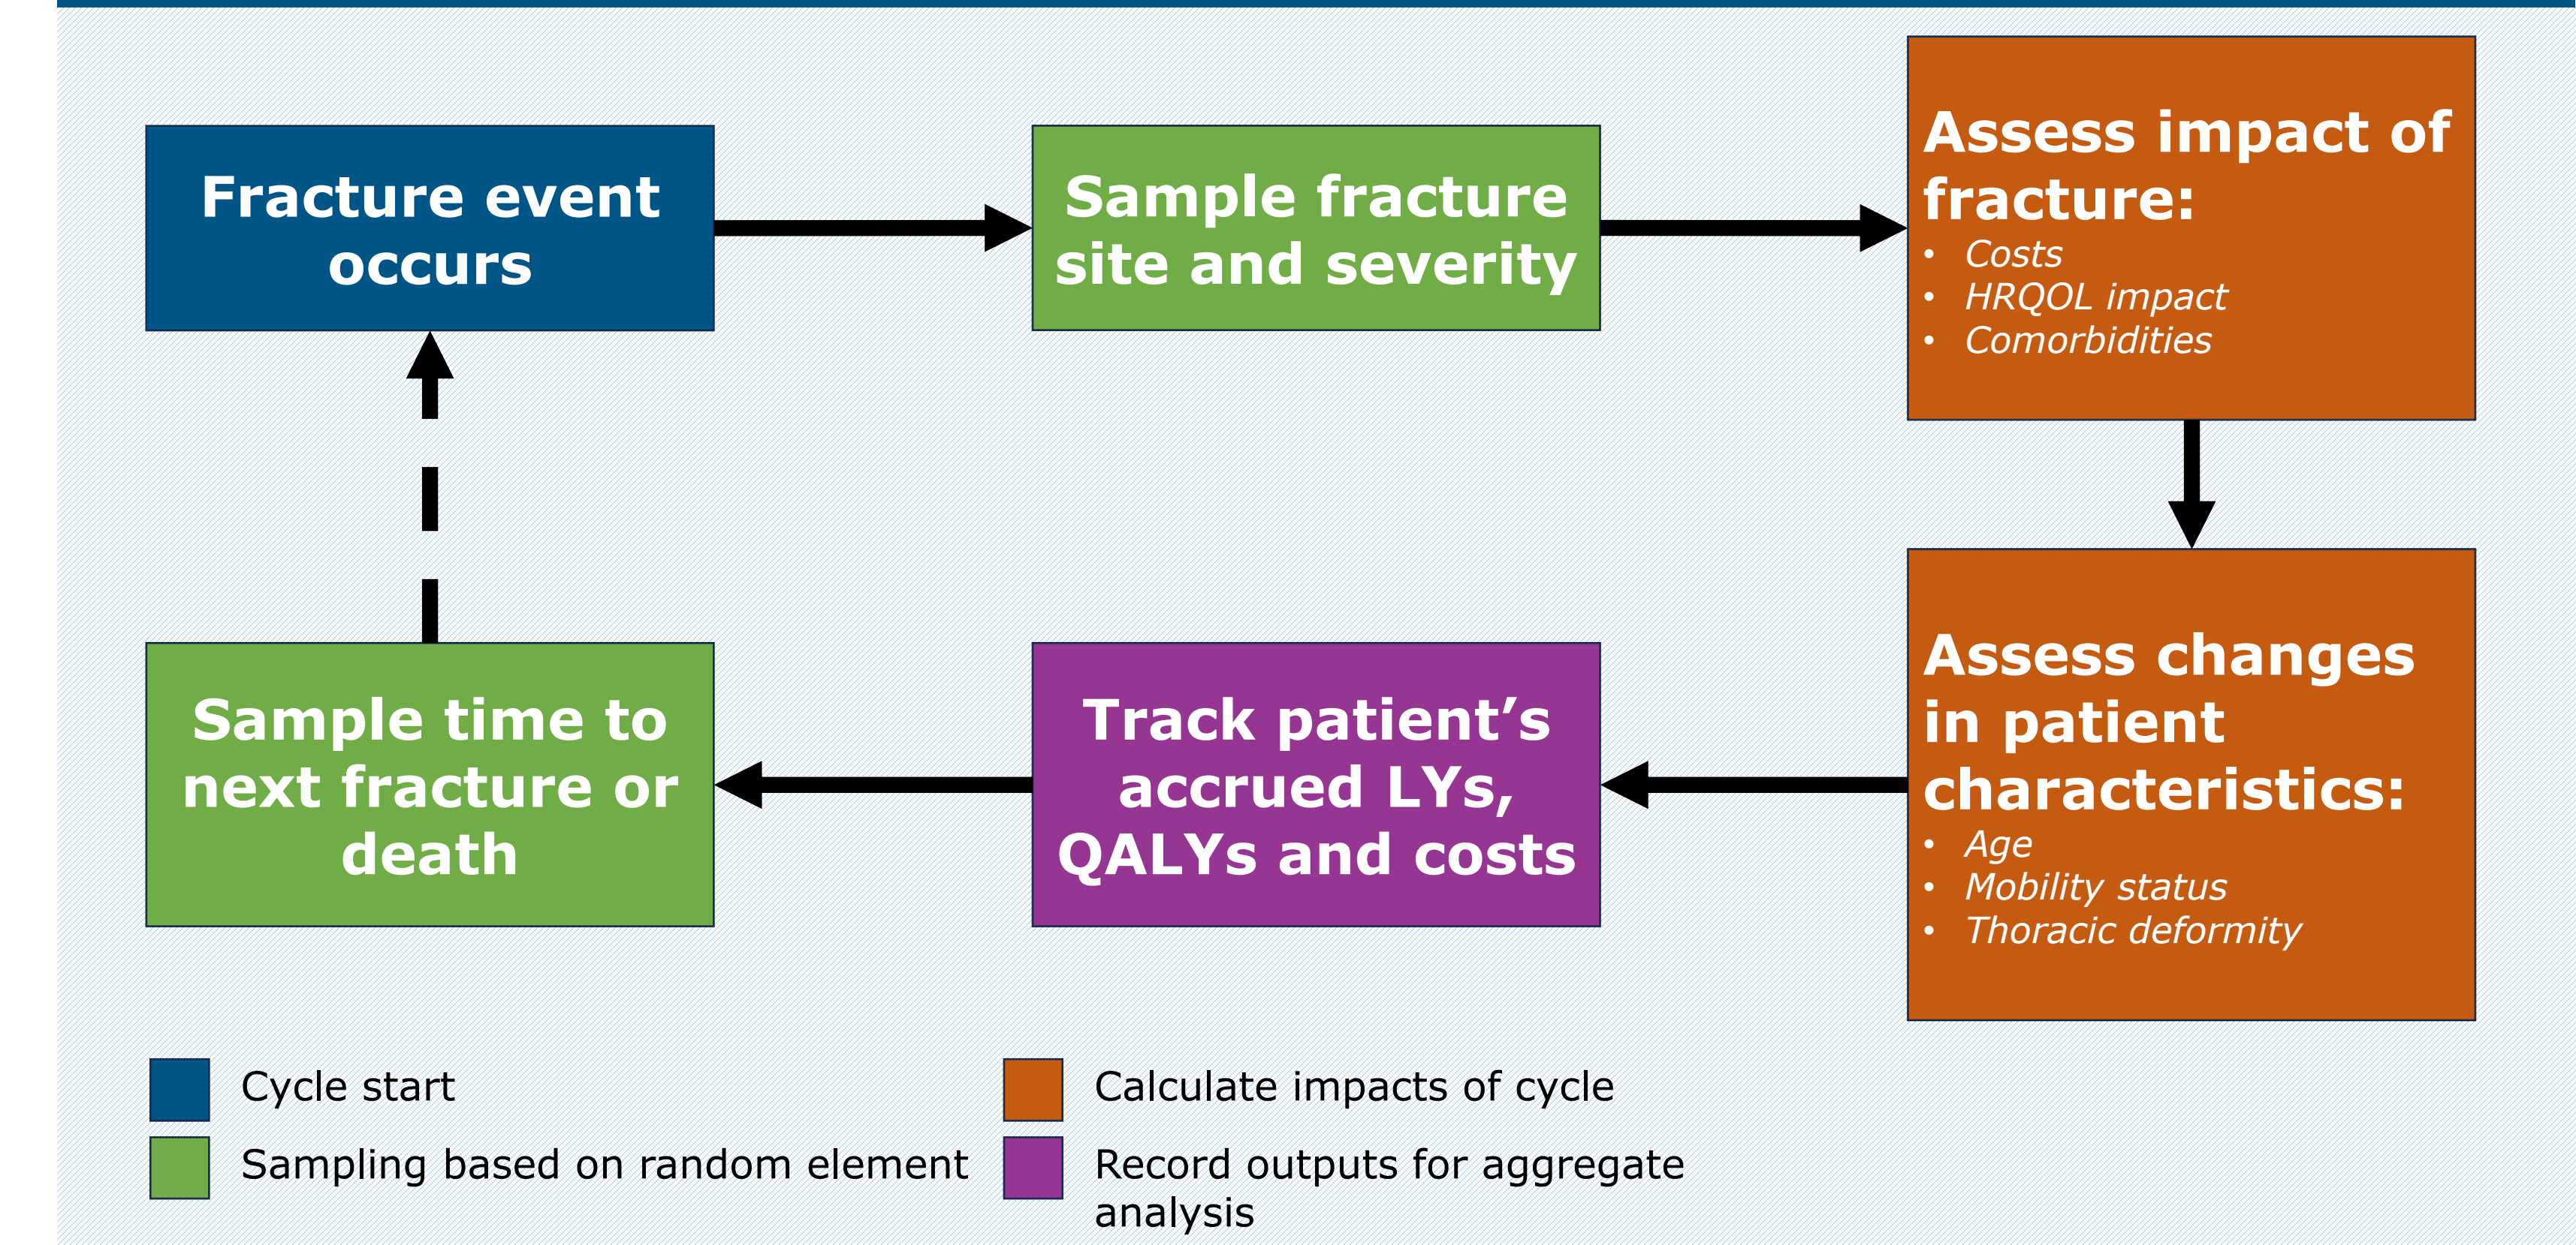 Fracture event
occurs
Sample fracture
site and severity
Assess impact of
fracture:
• Costs
• HRQOL impact
• Comorbidities
Assess changes
in patient
characteristics:
• Age
• Mobility status
• Thoracic deformity
Track patient’s
accrued LYs,
QALYs and costs
Sample time to
next fracture or
death
Cycle start
Sampling based on random element
Calculate impacts of cycle
Record outputs for aggregate
analysis